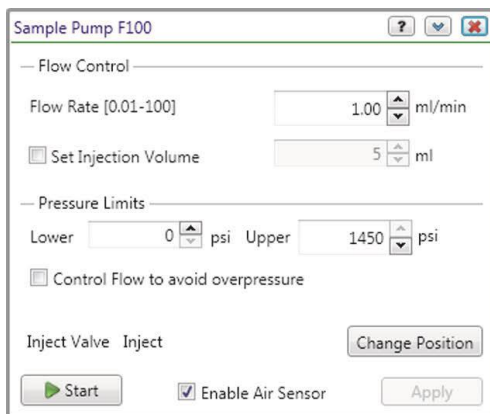 Sample Pump F100 ?
Flow Control
Flow Rate [0.01-100] 1.00 ml/min
Set Injection Volume 5 ml
Pressure Limits
Lower 0 psi Upper 1450 psi
Control Flow to avoid overpressure
Inject Valve Inject Change Position
Start Enable Air Sensor Apply